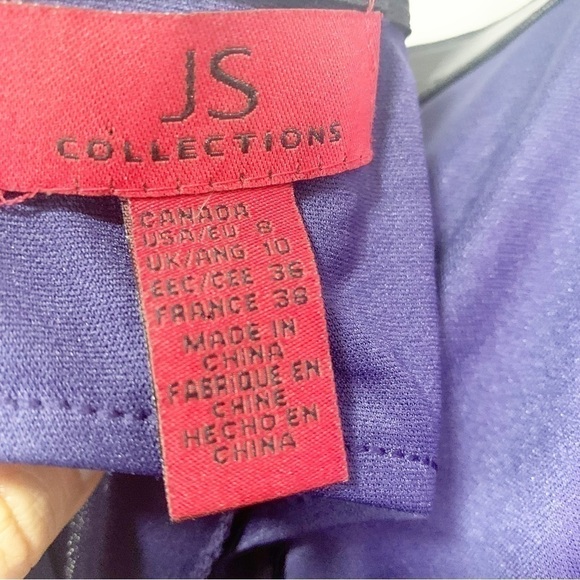 JS
COLLECTIONS
CANADA
USA/EU 8
UK/ANG 10
EEC/CEE 36
FRANCE 38
MADE IN
CHINA
FABRIQUE EN
CHINE
HECHO EN
CHINA